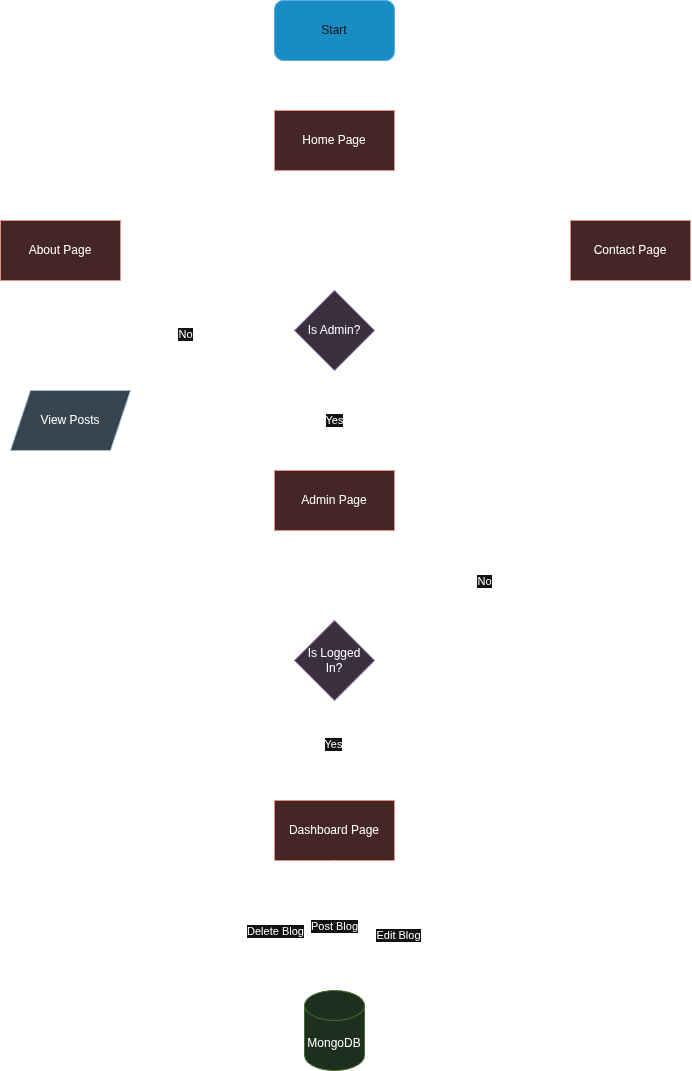 Start
Home Page
About Page
Contact Page
Is Admin?
No
View Posts
Yes
Admin Page
No
Is Logged
In?
Yes
Dashboard Page
Delete Blog
Post Blog
Edit Blog
MongoDB